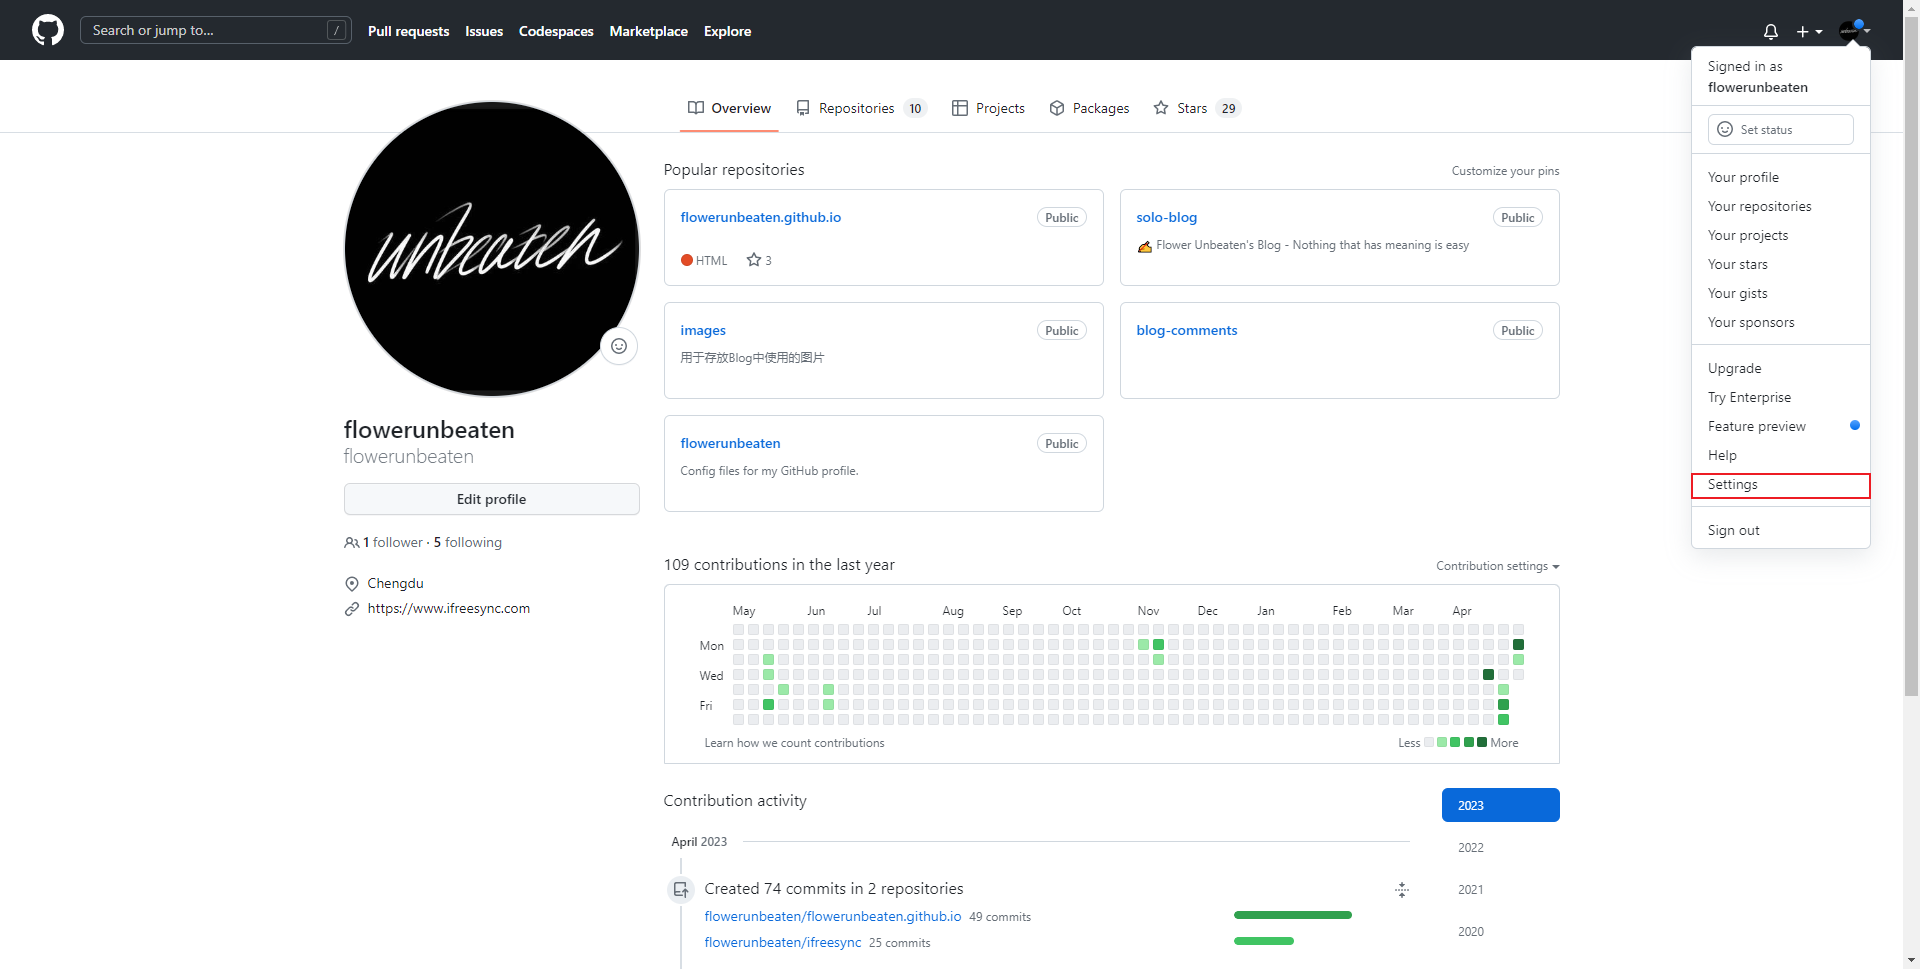 Search or jump to... /
Pull requests Issues Codespaces Marketplace Explore
Signed in as
flowerunbeaten
Set status
Your profile
Your repositories
Your projects
Your stars
Your gists
Your sponsors
Upgrade
Try Enterprise
Feature preview
Help
Settings
Sign out
Overview Repositories 10 Projects Packages Stars 29
unbeaten
flowerunbeaten
flowerunbeaten
Edit profile
1 follower · 5 following
Chengdu
https://www.ifreesync.com
Popular repositories Customize your pins
flowerunbeaten.github.io Public
HTML 3
solo-blog Public
Flower Unbeaten's Blog - Nothing that has meaning is easy
images Public
用于存放Blog中使用的图片
blog-comments Public
flowerunbeaten Public
Config files for my GitHub profile.
109 contributions in the last year Contribution settings
May Jun Jul Aug Sep Oct Nov Dec Jan Feb Mar Apr
Mon
Wed
Fri
Learn how we count contributions Less More
Contribution activity
2023
2022
2021
2020
April 2023
Created 74 commits in 2 repositories
flowerunbeaten/flowerunbeaten.github.io 49 commits
flowerunbeaten/ifreesync 25 commits